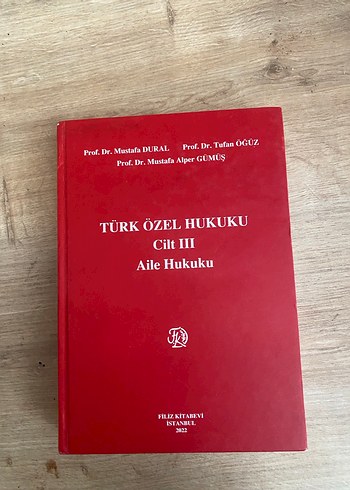 Prof. Dr. Mustafa DURAL Prof. Dr. Tufan ÖĞÜZ
Prof. Dr. Mustafa Alper GÜMÜŞ
TÜRK ÖZEL HUKUKU
Cilt III
Aile Hukuku
FİLİZ KİTABEVİ
İSTANBUL
2022